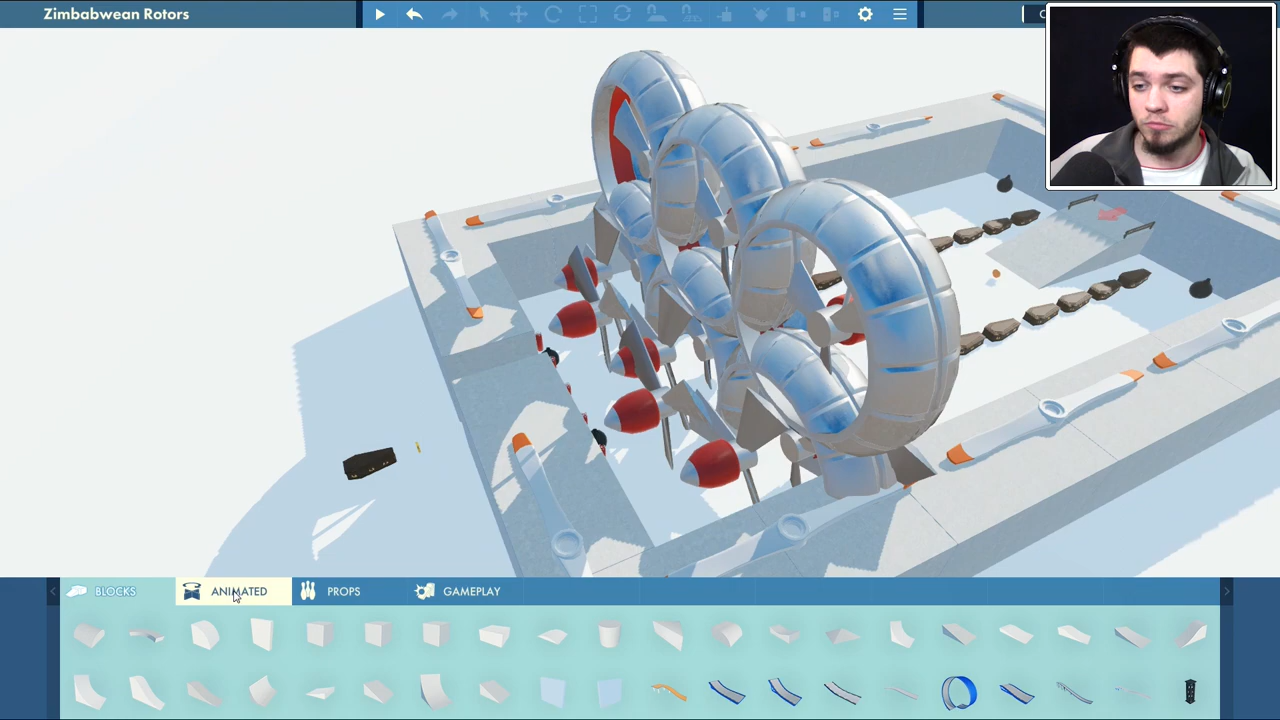 Zimbabwean Rotors
BLOCKS
ANIMATED
PROPS
GAMEPLAY